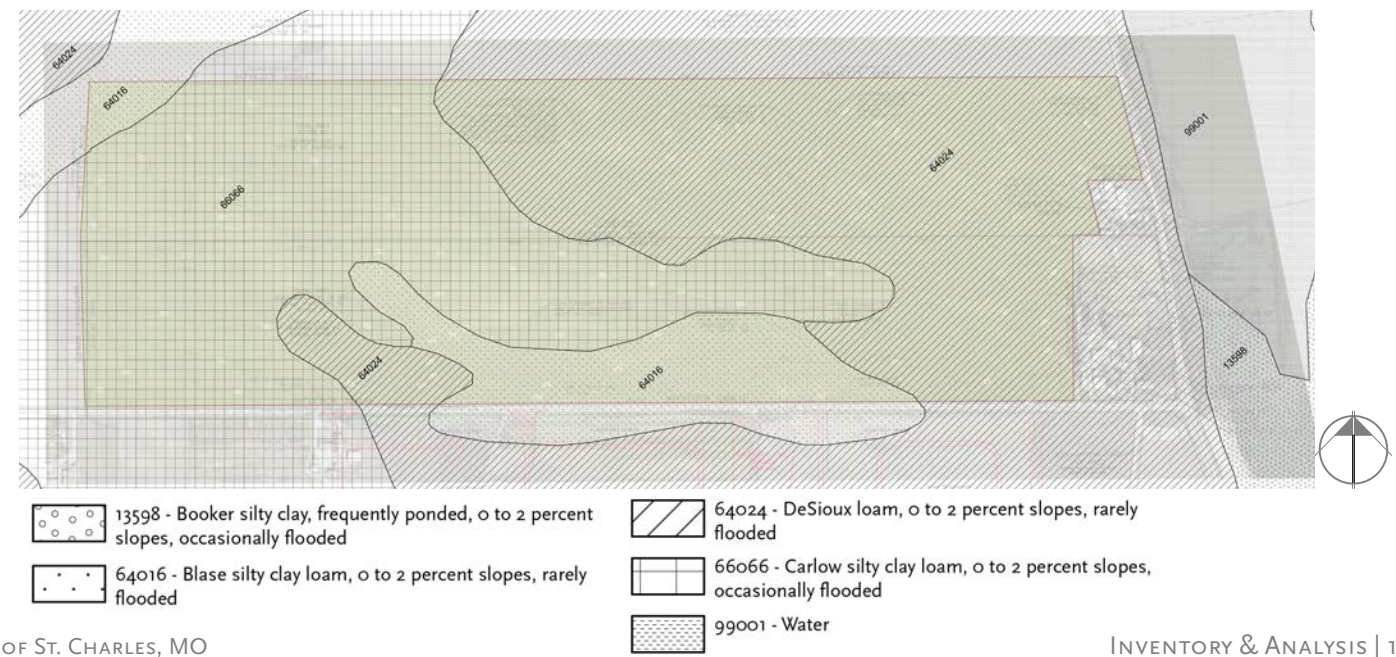 64024
64016
66066
64024
99001
64024
64016
13598
13598 - Booker silty clay, frequently ponded, 0 to 2 percent
slopes, occasionally flooded
64016 - Blase silty clay loam, 0 to 2 percent slopes, rarely
flooded
64024 - DeSioux loam, 0 to 2 percent slopes, rarely
flooded
66066 - Carlow silty clay loam, 0 to 2 percent slopes,
occasionally flooded
99001 - Water
OF ST. CHARLES, MO
INVENTORY & ANALYSIS | 1